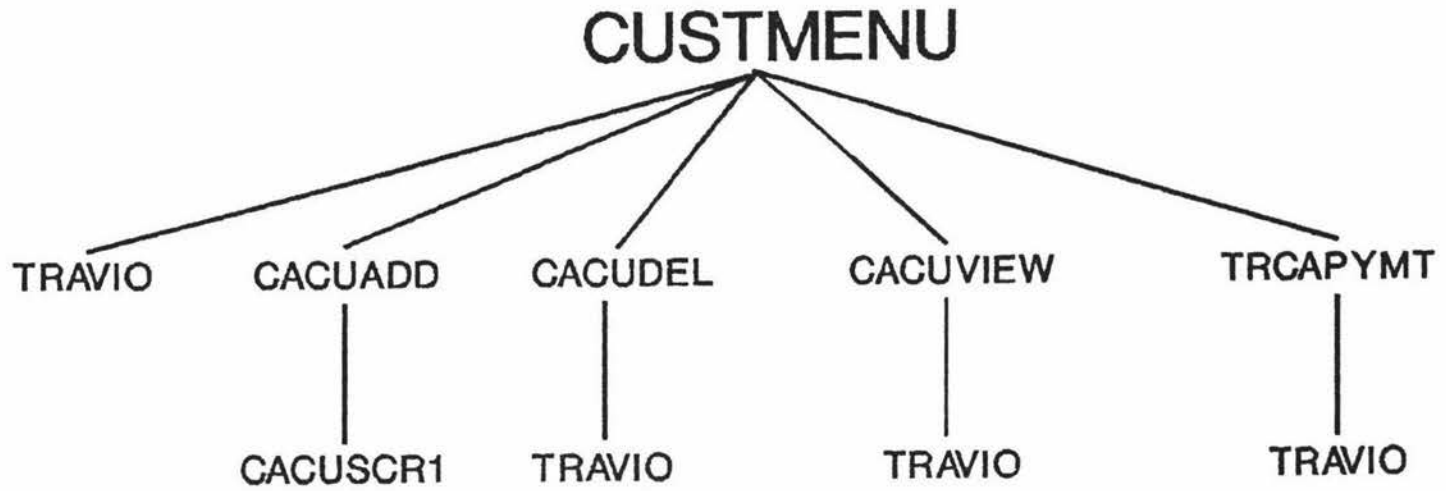 CUSTMENU
TRAVIO CACUADD CACUDEL CACUVIEW TRCAPYMT
CACUSCR1 TRAVIO TRAVIO TRAVIO